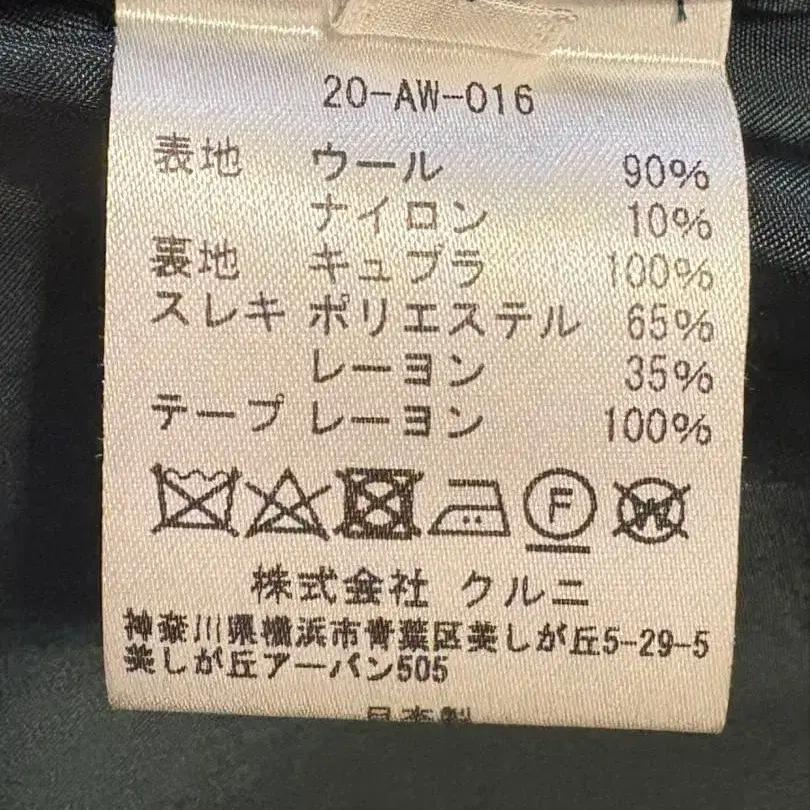 20-AW-016
表地 ウール 90%
ナイロン 10%
裏地 キュプラ 100%
スレキ ポリエステル 65%
レーヨン 35%
テープ レーヨン 100%
F W
株式会社 クルニ
神奈川県横浜市青葉区美しが丘5-29-5
美しが丘アーバン505
日本製